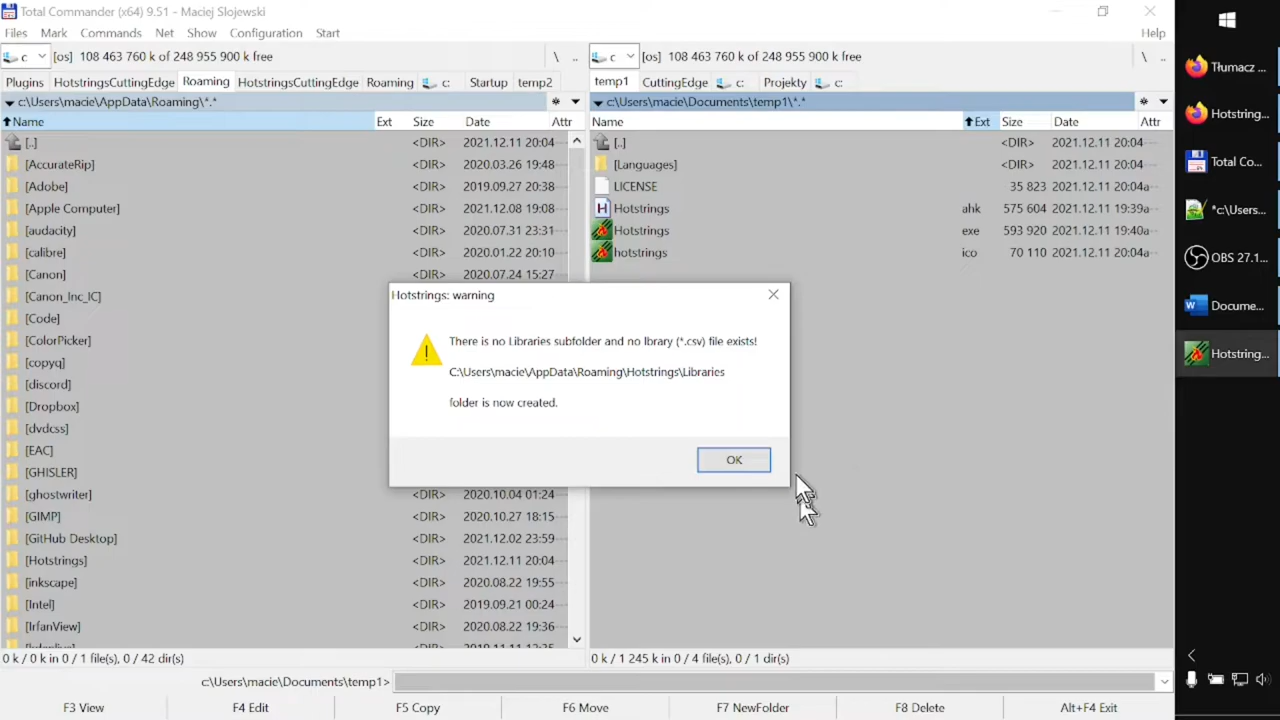 Total Commander (x64) 9.51 - Maciej Slojewski
Files Mark Commands Net Show Configuration Start Help
c [os] 108 463 760 k of 248 955 900 k free \ ..
Plugins HotstringsCuttingEdge Roaming HotstringsCuttingEdge Roaming c: Startup temp2
c:\Users\macie\AppData\Roaming\*.* * 
Name Ext Size Date Attr
[..] <DIR> 2021.12.11 20:04
[AccurateRip] <DIR> 2020.03.26 19:48
[Adobe] <DIR> 2019.09.27 20:38
[Apple Computer] <DIR> 2021.12.08 19:08
[audacity] <DIR> 2020.07.31 23:31
[calibre] <DIR> 2020.01.22 20:10
[Canon] <DIR> 2020.07.24 15:27
[Canon_Inc_IC]
[Code]
[ColorPicker]
[copyq]
[discord]
[Dropbox]
[dvdcss]
[EAC]
[GHISLER]
[ghostwriter] <DIR> 2020.10.04 01:24
[GIMP] <DIR> 2020.10.27 18:15
[GitHub Desktop] <DIR> 2021.12.02 23:59
[Hotstrings] <DIR> 2021.12.11 20:04
[inkscape] <DIR> 2020.08.22 19:55
[Intel] <DIR> 2019.09.21 00:24
[IrfanView] <DIR> 2020.08.22 19:36
0 k / 0 k in 0 / 1 file(s), 0 / 42 dir(s)
c [os] 108 463 760 k of 248 955 900 k free \ ..
temp1 CuttingEdge c: Projekty c:
c:\Users\macie\Documents\temp1\*.* *
Name Ext Size Date Attr
[..] <DIR> 2021.12.11 20:04
[Languages] <DIR> 2021.12.11 20:04
LICENSE 35 823 2021.12.11 20:04 a--
Hotstrings ahk 575 604 2021.12.11 19:39 a--
Hotstrings exe 593 920 2021.12.11 19:40 a--
hotstrings ico 70 110 2021.12.11 20:04 a--
0 k / 1 245 k in 0 / 4 file(s), 0 / 1 dir(s)
Hotstrings: warning
There is no Libraries subfolder and no lbrary (*.csv) file exists!
C:\Users\macie\AppData\Roaming\Hotstrings\Libraries
folder is now created.
OK
c:\Users\macie\Documents\temp1>
F3 View F4 Edit F5 Copy F6 Move F7 NewFolder F8 Delete Alt+F4 Exit
Tłumacz ...
Hotstring...
Total Co...
*c:\Users...
OBS 27.1...
W Docume...
Hotstring...